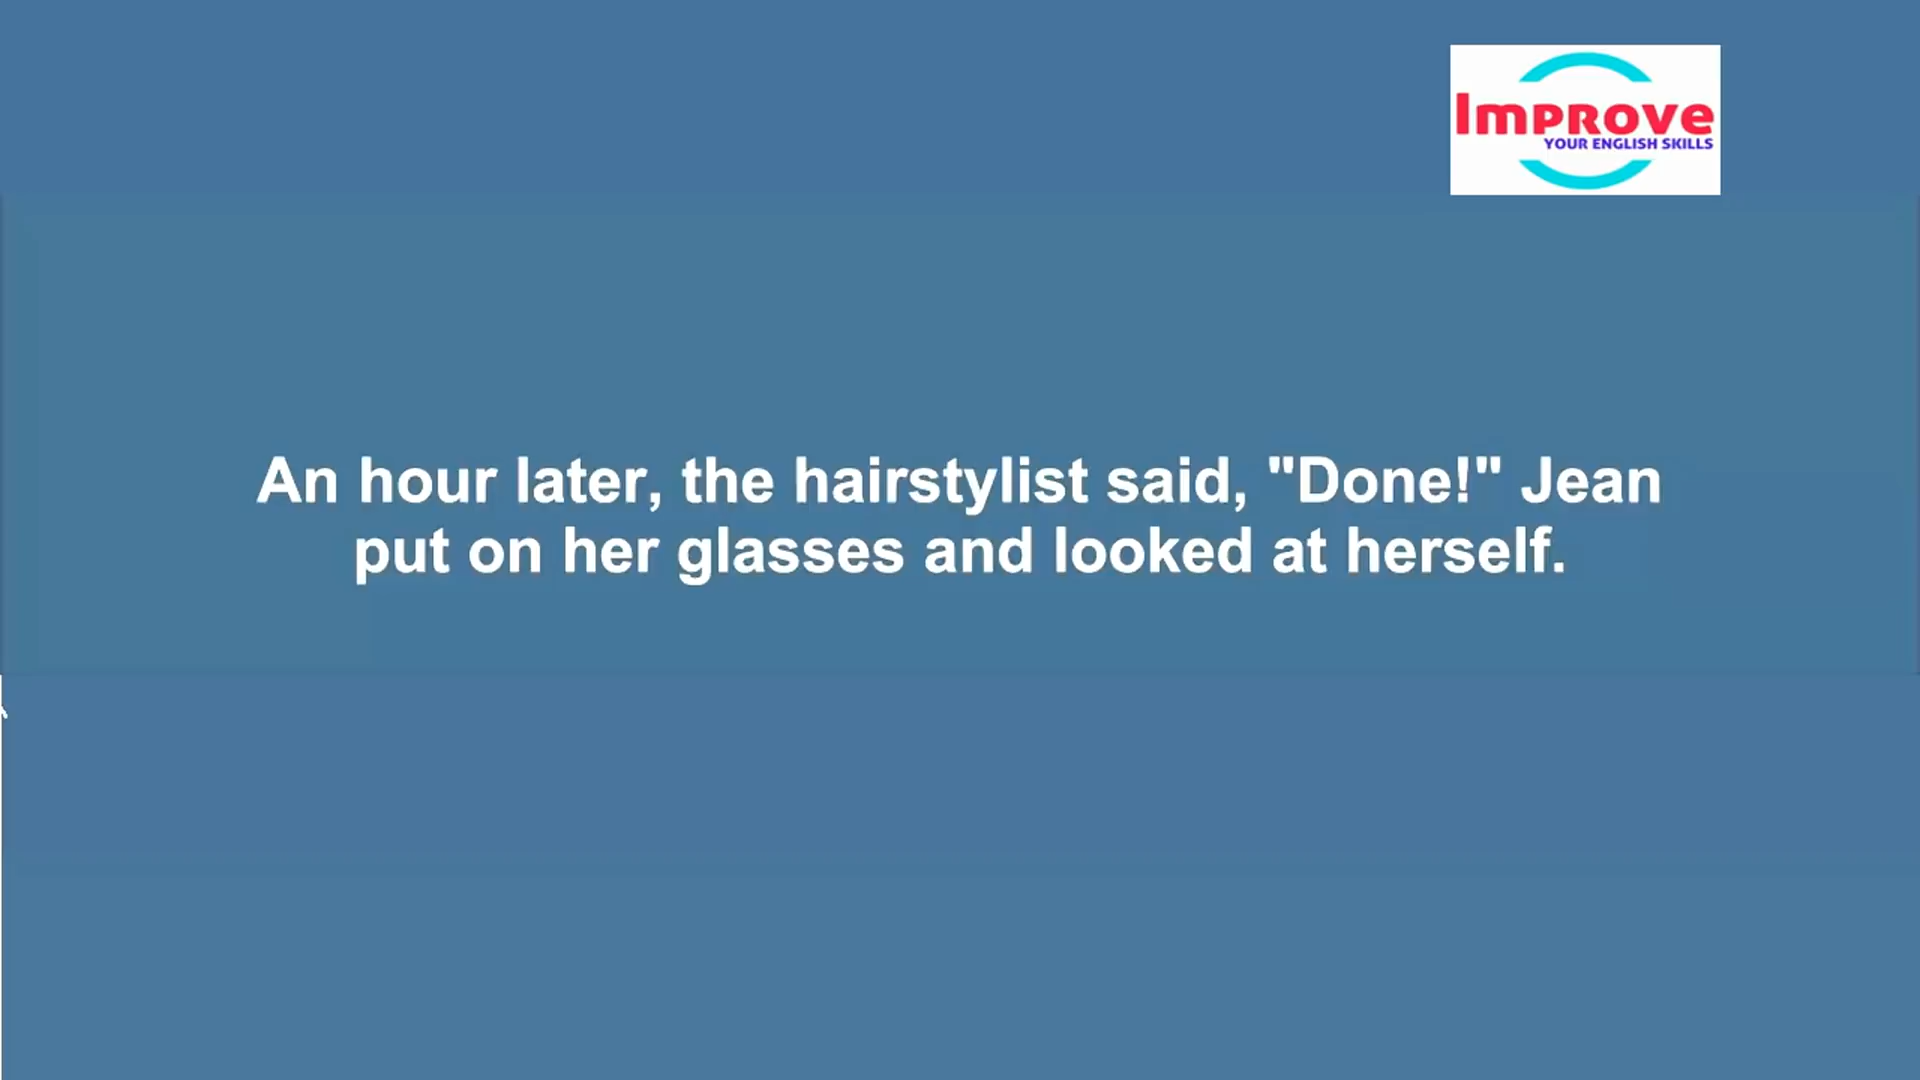 Improve
YOUR ENGLISH SKILLS
An hour later, the hairstylist said, "Done!" Jean
put on her glasses and looked at herself.